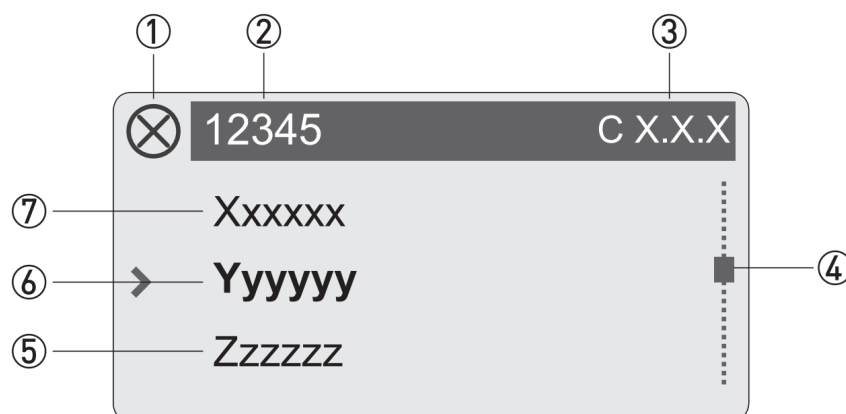 ① ② ③
12345 C X.X.X
⑦ Xxxxxx
⑥ Yyyyyy ④
⑤ Zzzzzz